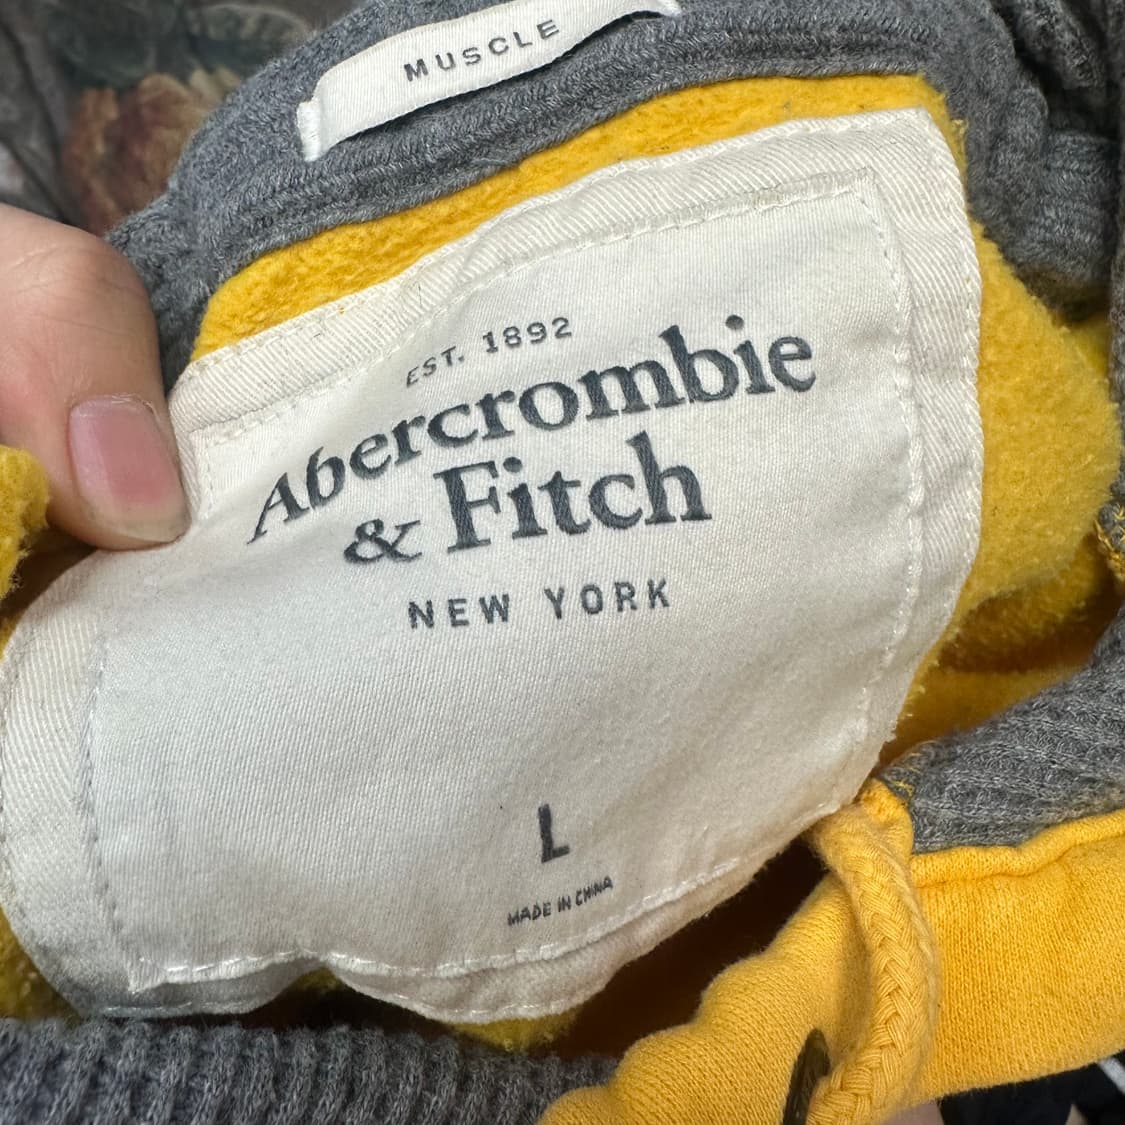 MUSCLE
EST. 1892
Abercrombie
& Fitch
NEW YORK
L
MADE IN CHINA